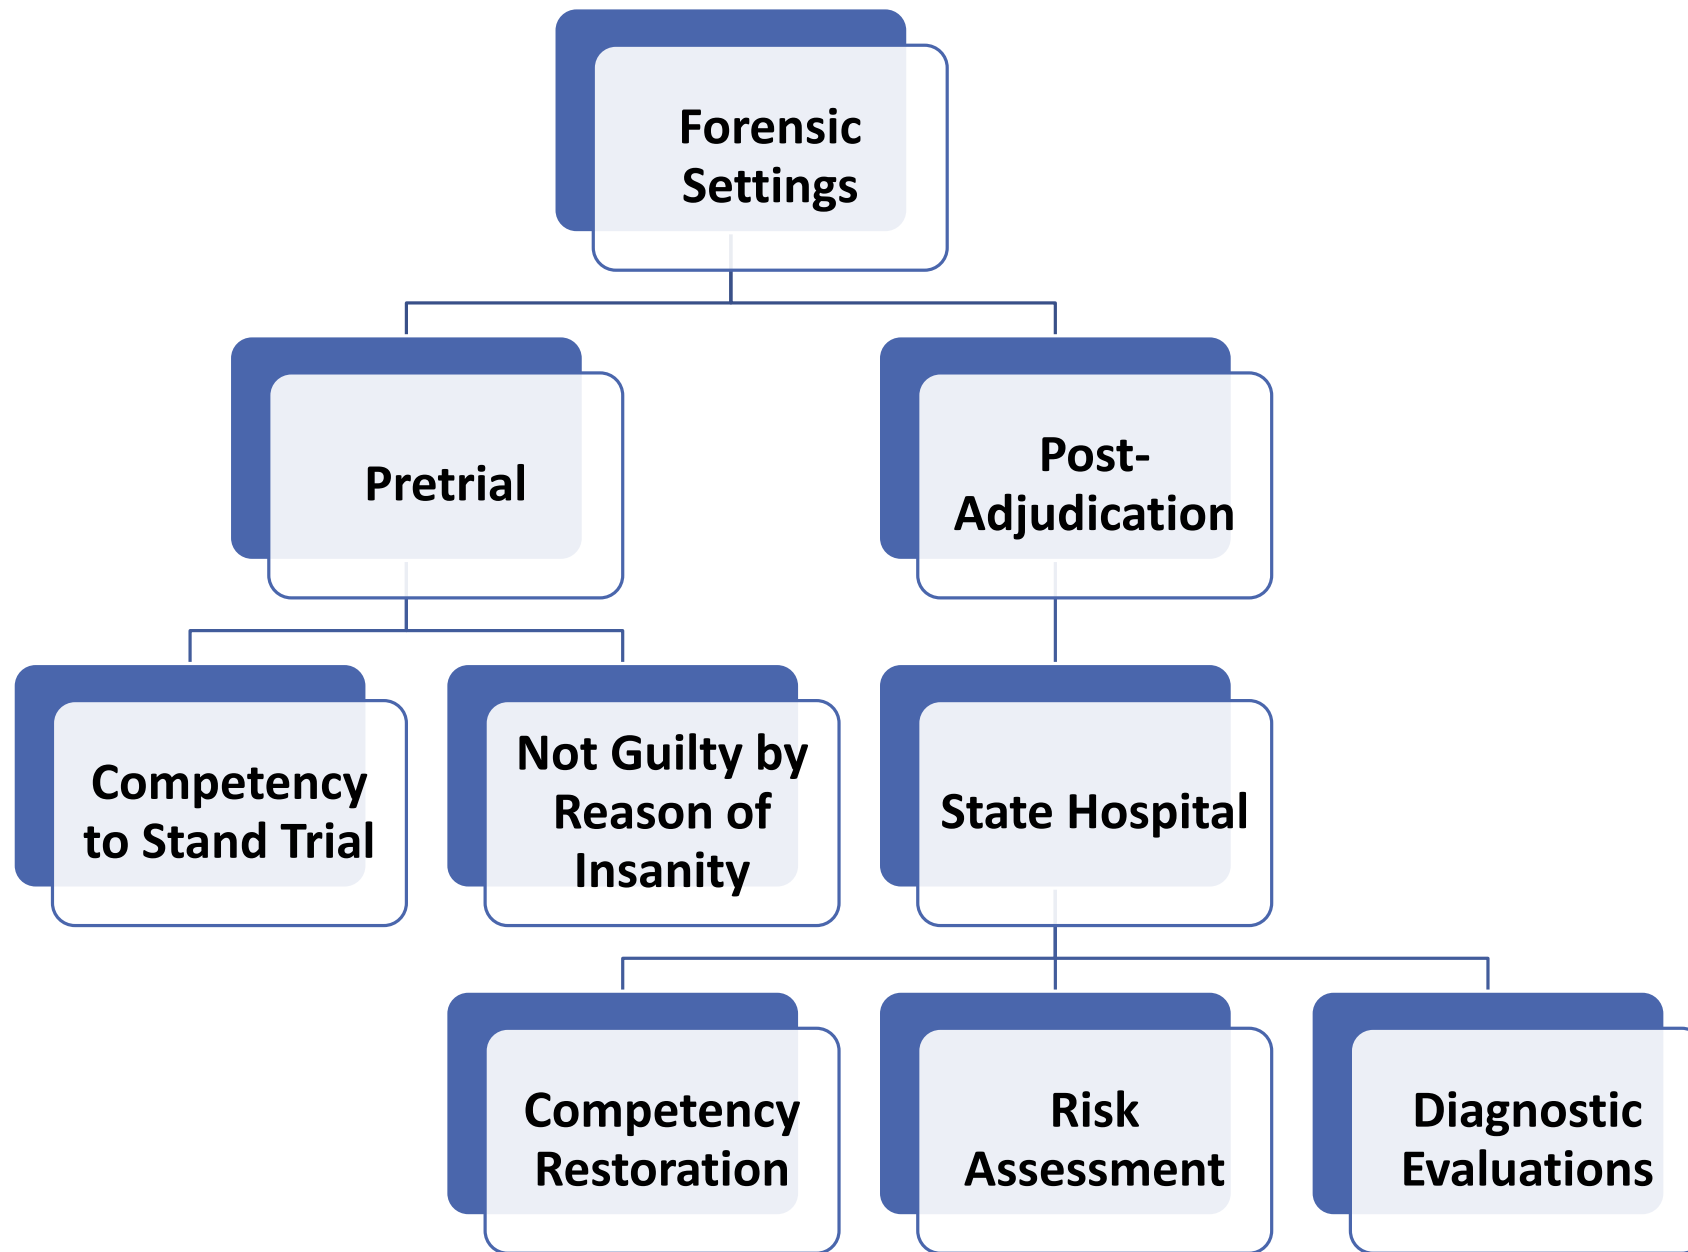 Forensic
Settings
Pretrial
Post-
Adjudication
Competency
to Stand Trial
Not Guilty by
Reason of
Insanity
State Hospital
Competency
Restoration
Risk
Assessment
Diagnostic
Evaluations